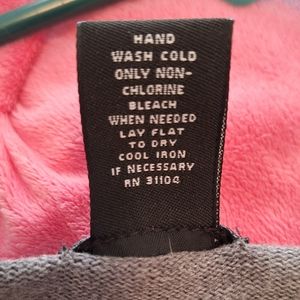 HAND
WASH COLD
ONLY NON-
CHLORINE
BLEACH
WHEN NEEDED
LAY FLAT
TO DRY
COOL IRON
IF NECESSARY
RN 31104